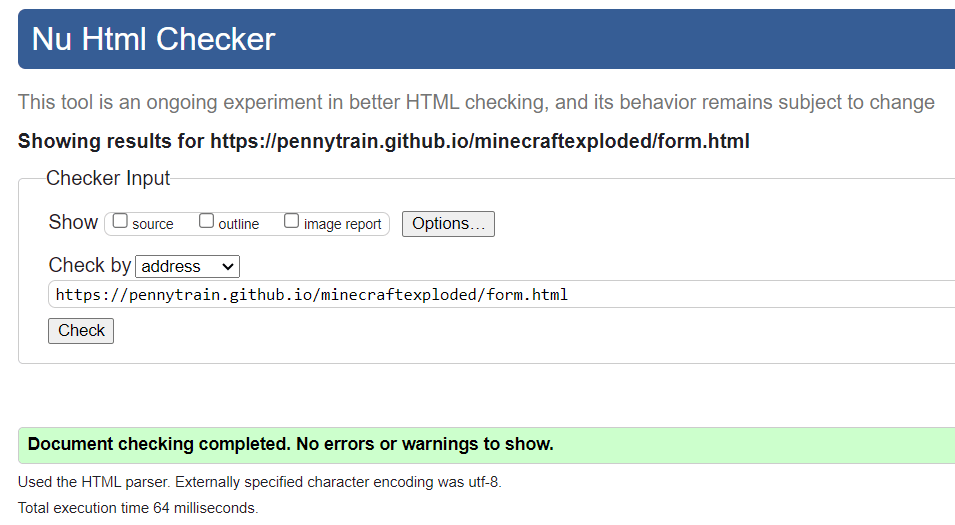 Nu Html Checker
This tool is an ongoing experiment in better HTML checking, and its behavior remains subject to change
Showing results for https://pennytrain.github.io/minecraftexploded/form.html
Checker Input
Show source outline image report Options...
Check by address
https://pennytrain.github.io/minecraftexploded/form.html
Check
Document checking completed. No errors or warnings to show.
Used the HTML parser. Externally specified character encoding was utf-8.
Total execution time 64 milliseconds.